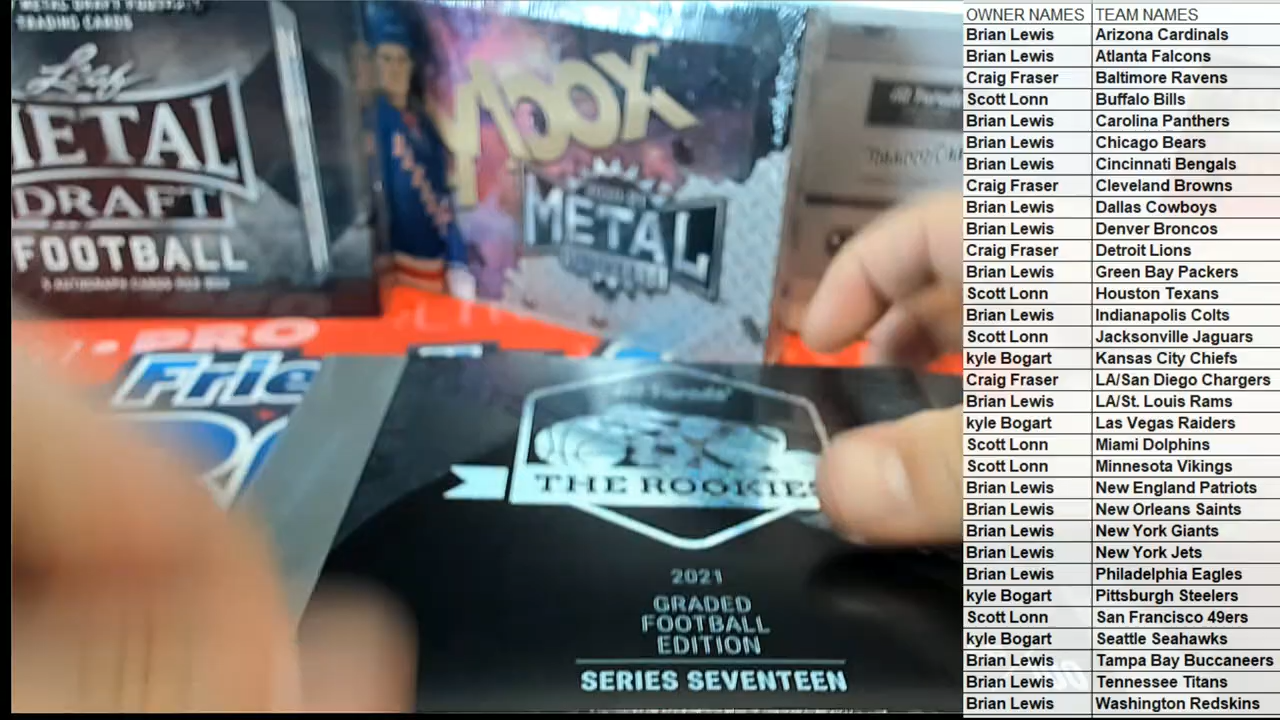 TRADING CARDS
Leaf
METAL
DRAFT
FOOTBALL
METAL
PRO
Frie
THE ROOKIES
2021
GRADED
FOOTBALL
EDITION
SERIES SEVENTEEN
OWNER NAMES TEAM NAMES
Brian Lewis Arizona Cardinals
Brian Lewis Atlanta Falcons
Craig Fraser Baltimore Ravens
Scott Lonn Buffalo Bills
Brian Lewis Carolina Panthers
Brian Lewis Chicago Bears
Brian Lewis Cincinnati Bengals
Craig Fraser Cleveland Browns
Brian Lewis Dallas Cowboys
Brian Lewis Denver Broncos
Craig Fraser Detroit Lions
Brian Lewis Green Bay Packers
Scott Lonn Houston Texans
Brian Lewis Indianapolis Colts
Scott Lonn Jacksonville Jaguars
kyle Bogart Kansas City Chiefs
Craig Fraser LA/San Diego Chargers
Brian Lewis LA/St. Louis Rams
kyle Bogart Las Vegas Raiders
Scott Lonn Miami Dolphins
Scott Lonn Minnesota Vikings
Brian Lewis New England Patriots
Brian Lewis New Orleans Saints
Brian Lewis New York Giants
Brian Lewis New York Jets
Brian Lewis Philadelphia Eagles
kyle Bogart Pittsburgh Steelers
Scott Lonn San Francisco 49ers
kyle Bogart Seattle Seahawks
Brian Lewis Tampa Bay Buccaneers
Brian Lewis Tennessee Titans
Brian Lewis Washington Redskins